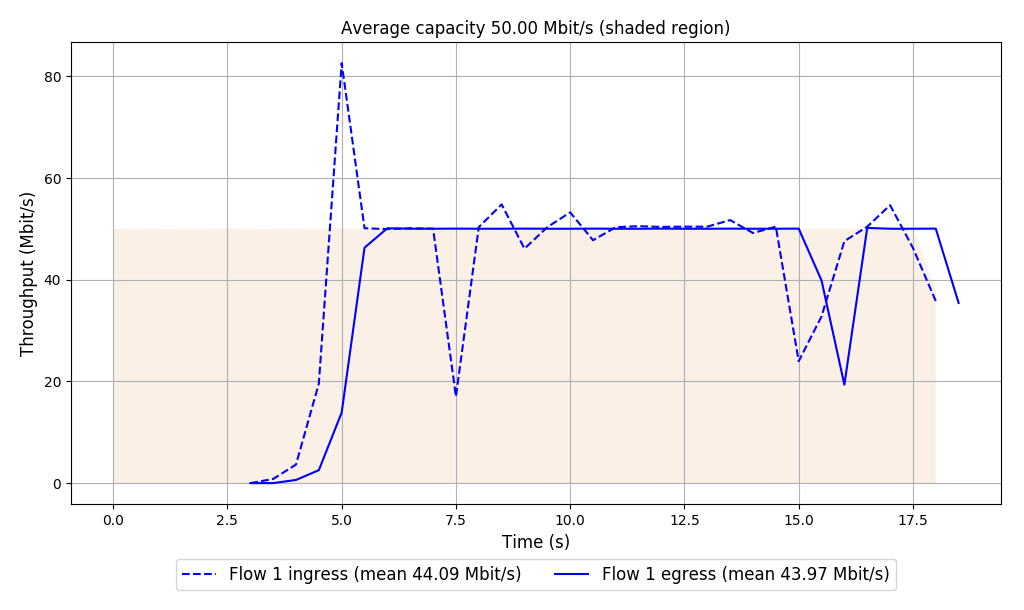 Average capacity 50.00 Mbit/s (shaded region)
Throughput (Mbit/s)
80
60
40
20
0
0.0 2.5 5.0 7.5 10.0 12.5 15.0 17.5
Time (s)
Flow 1 ingress (mean 44.09 Mbit/s) Flow 1 egress (mean 43.97 Mbit/s)